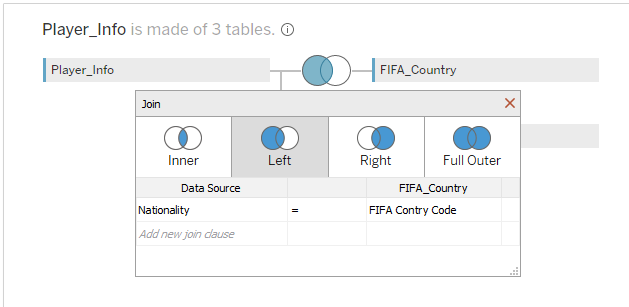 Player_Info is made of 3 tables.
Player_Info
FIFA_Country
Join
Inner
Left
Right
Full Outer
Data Source
FIFA_Country
Nationality
=
FIFA Contry Code
Add new join clause